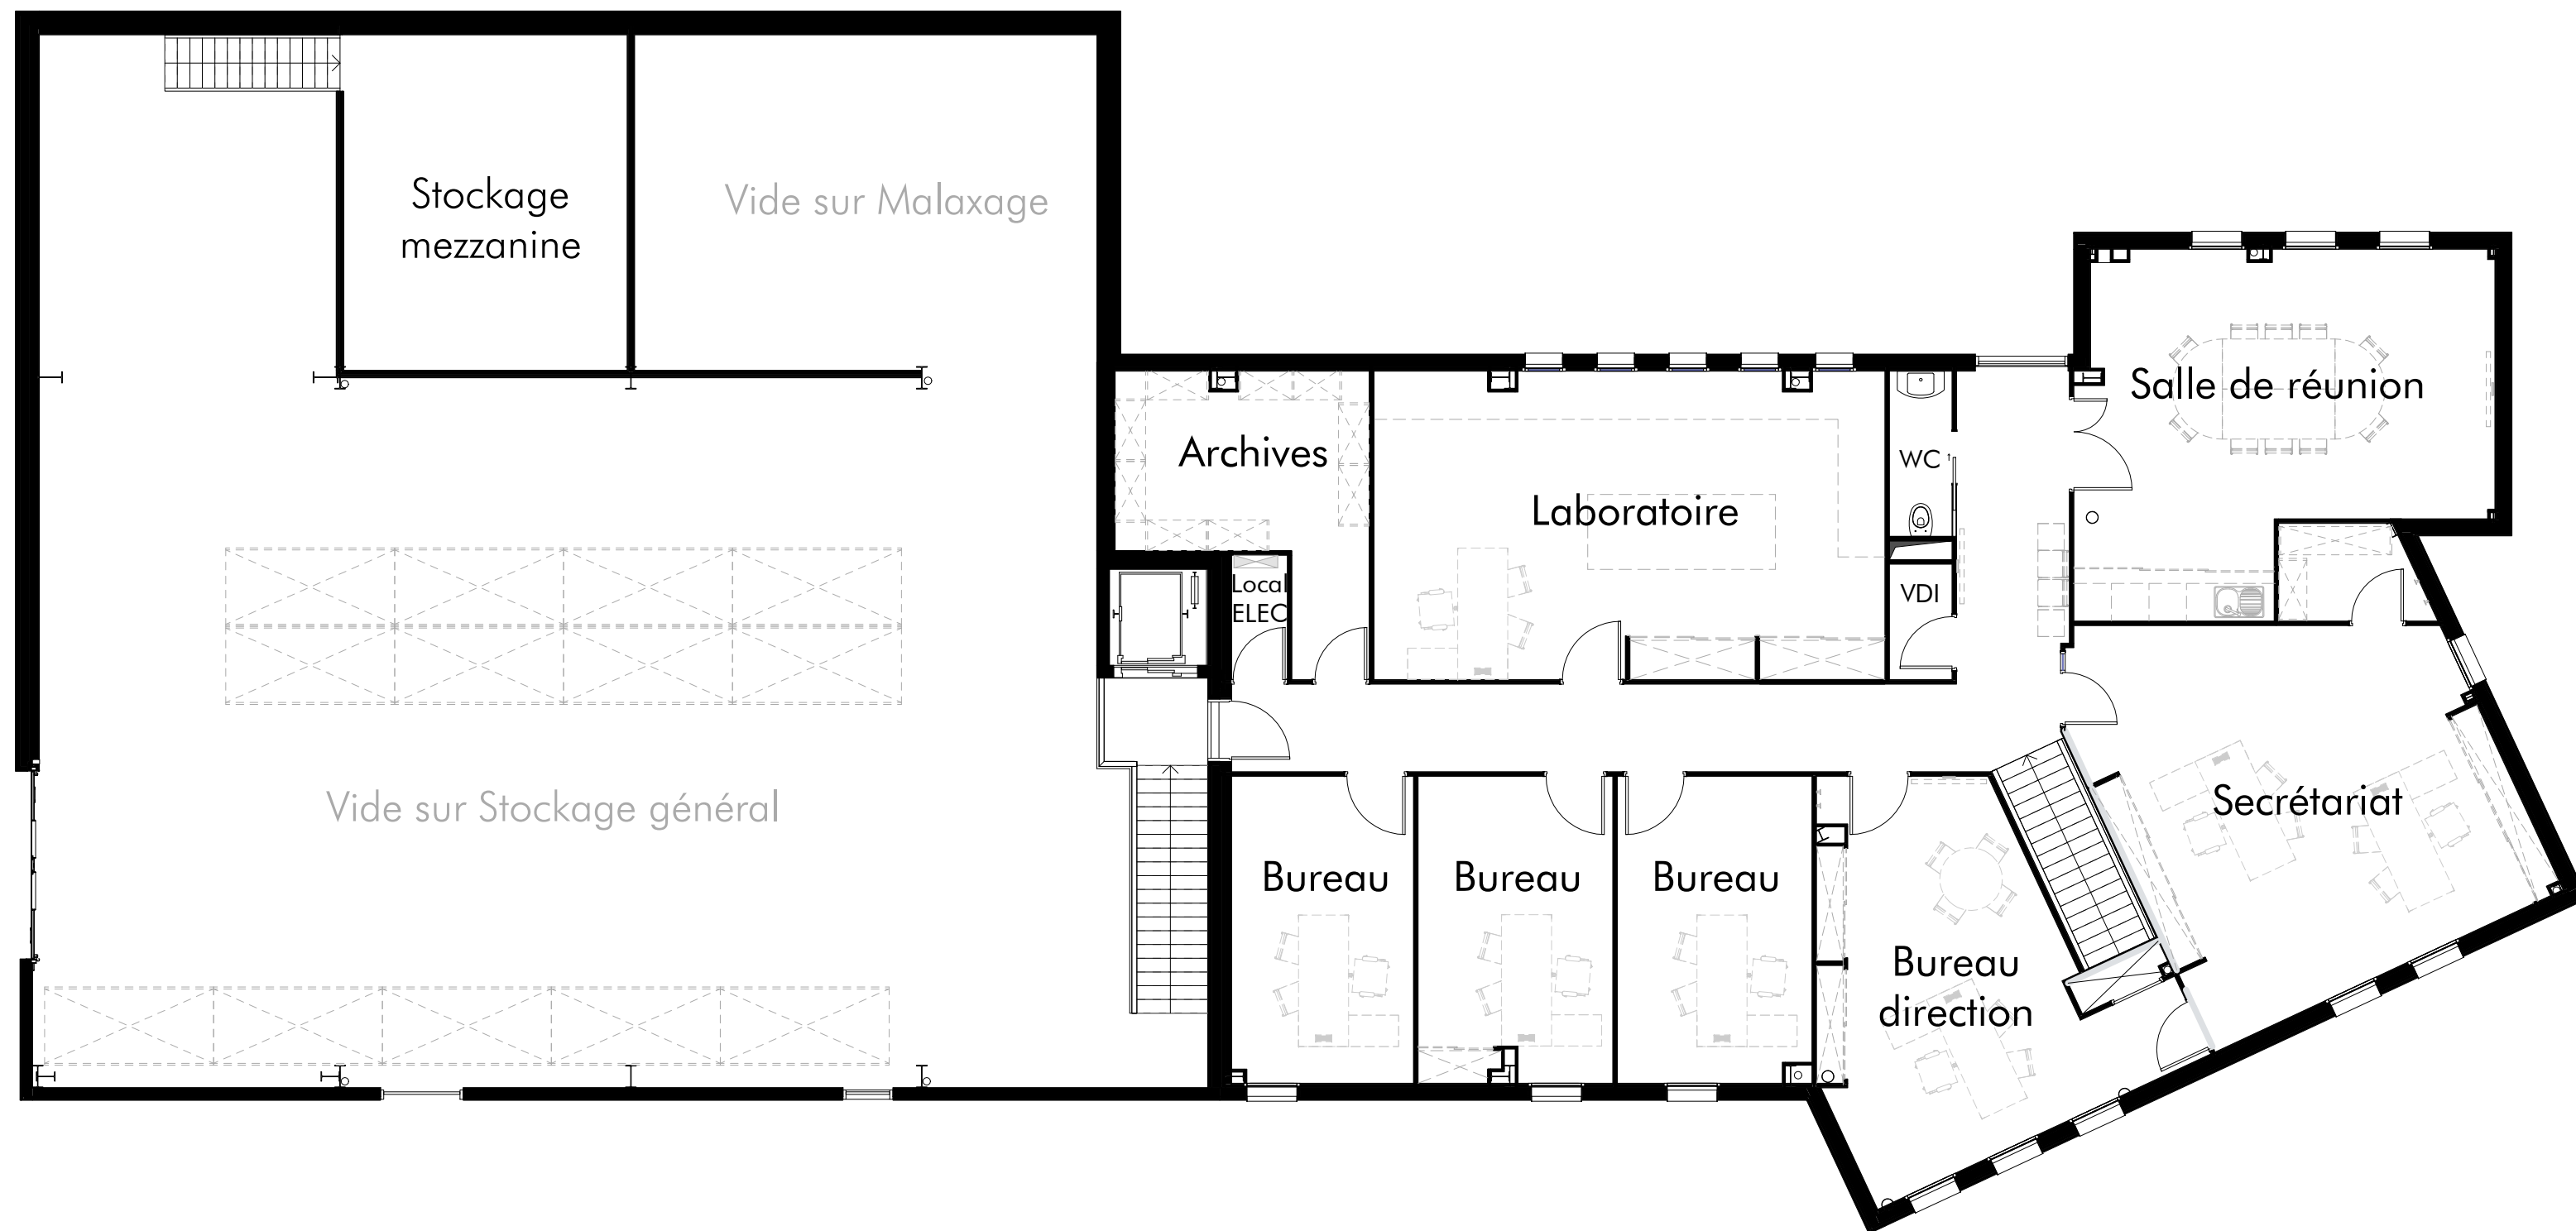 Stockage
mezzanine
Vide sur Malaxage
Salle de réunion
Archives
WC
Laboratoire
Local
ELEC
VDI
Vide sur Stockage général
Secrétariat
Bureau
Bureau
Bureau
Bureau
direction